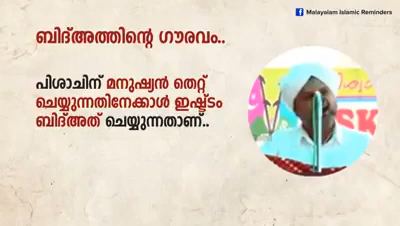 Malayalam Islamic Reminders
ബിദ്അത്തിന്റെ ഗൗരവം..
പിശാചിന് മനുഷ്യൻ തെറ്റ്
ചെയ്യുന്നതിനേക്കാൾ ഇഷ്ട്ടം
ബിദ്അത് ചെയ്യുന്നതാണ്..